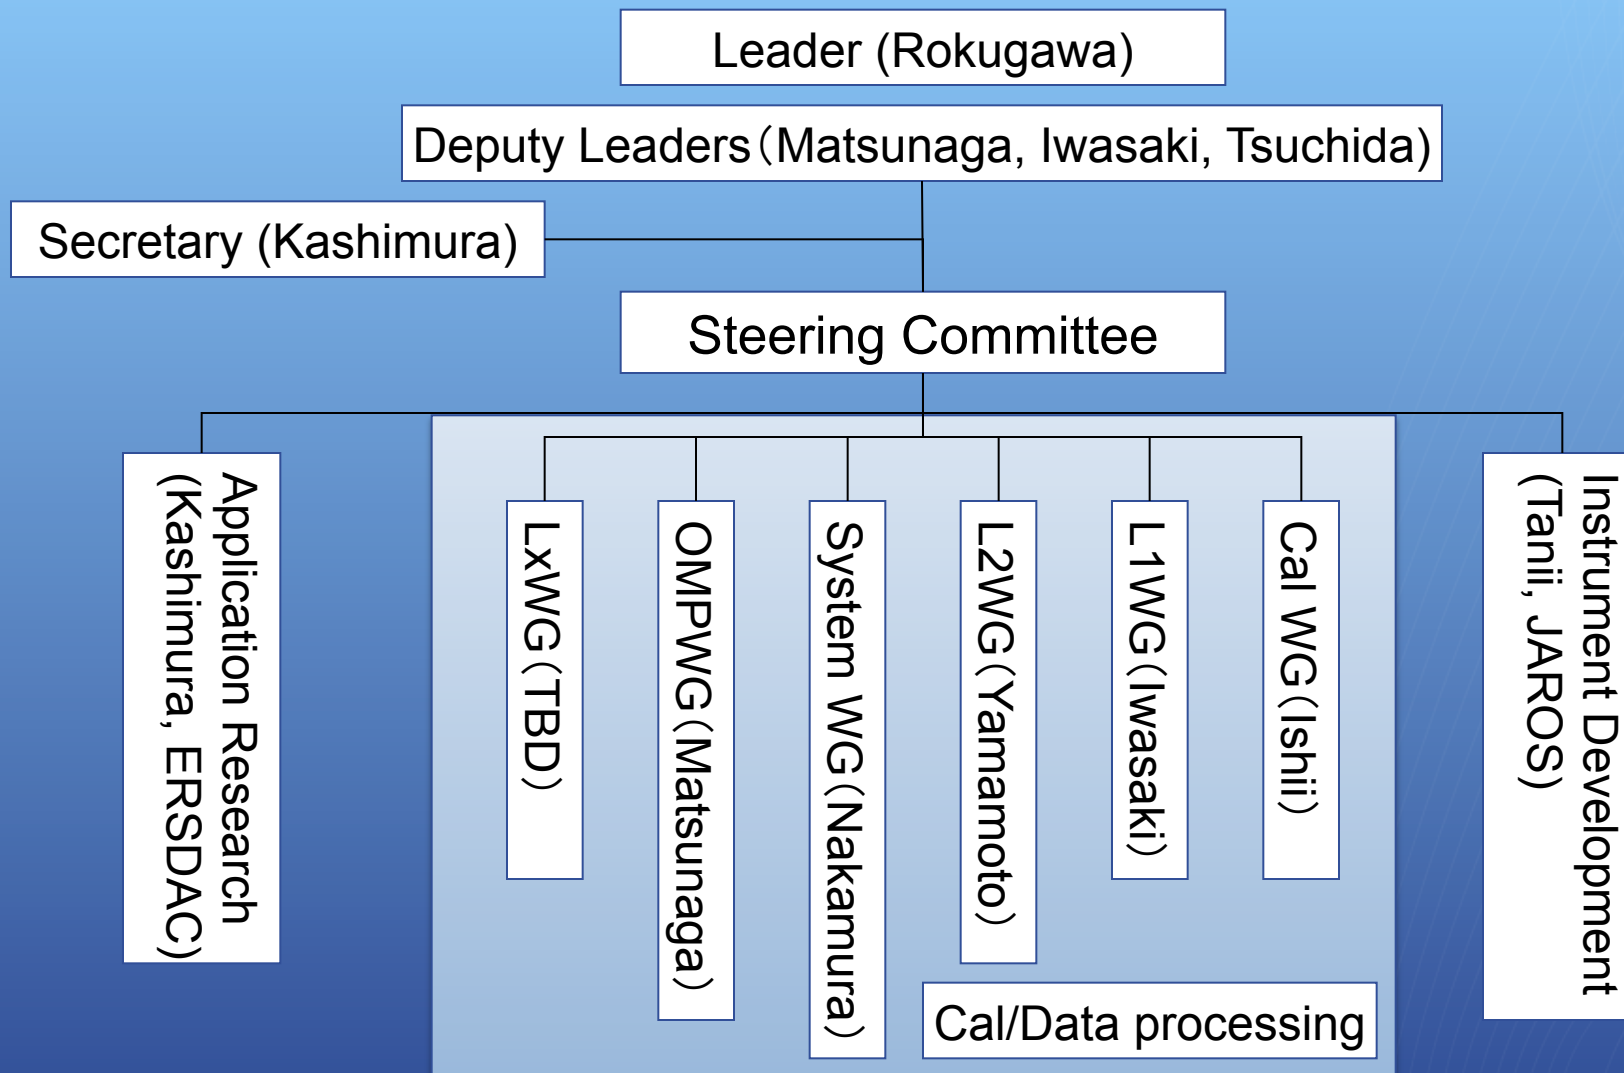 Leader (Rokugawa)
Deputy Leaders（Matsunaga, Iwasaki, Tsuchida)
Secretary (Kashimura)
Steering Committee
Application Research
(Kashimura, ERSDAC)
LxWG（TBD）
OMPWG（Matsunaga）
System WG（Nakamura）
L2WG（Yamamoto）
L1WG（Iwasaki）
Cal WG（Ishii）
Instrument Development
(Tanii, JAROS)
Cal/Data processing